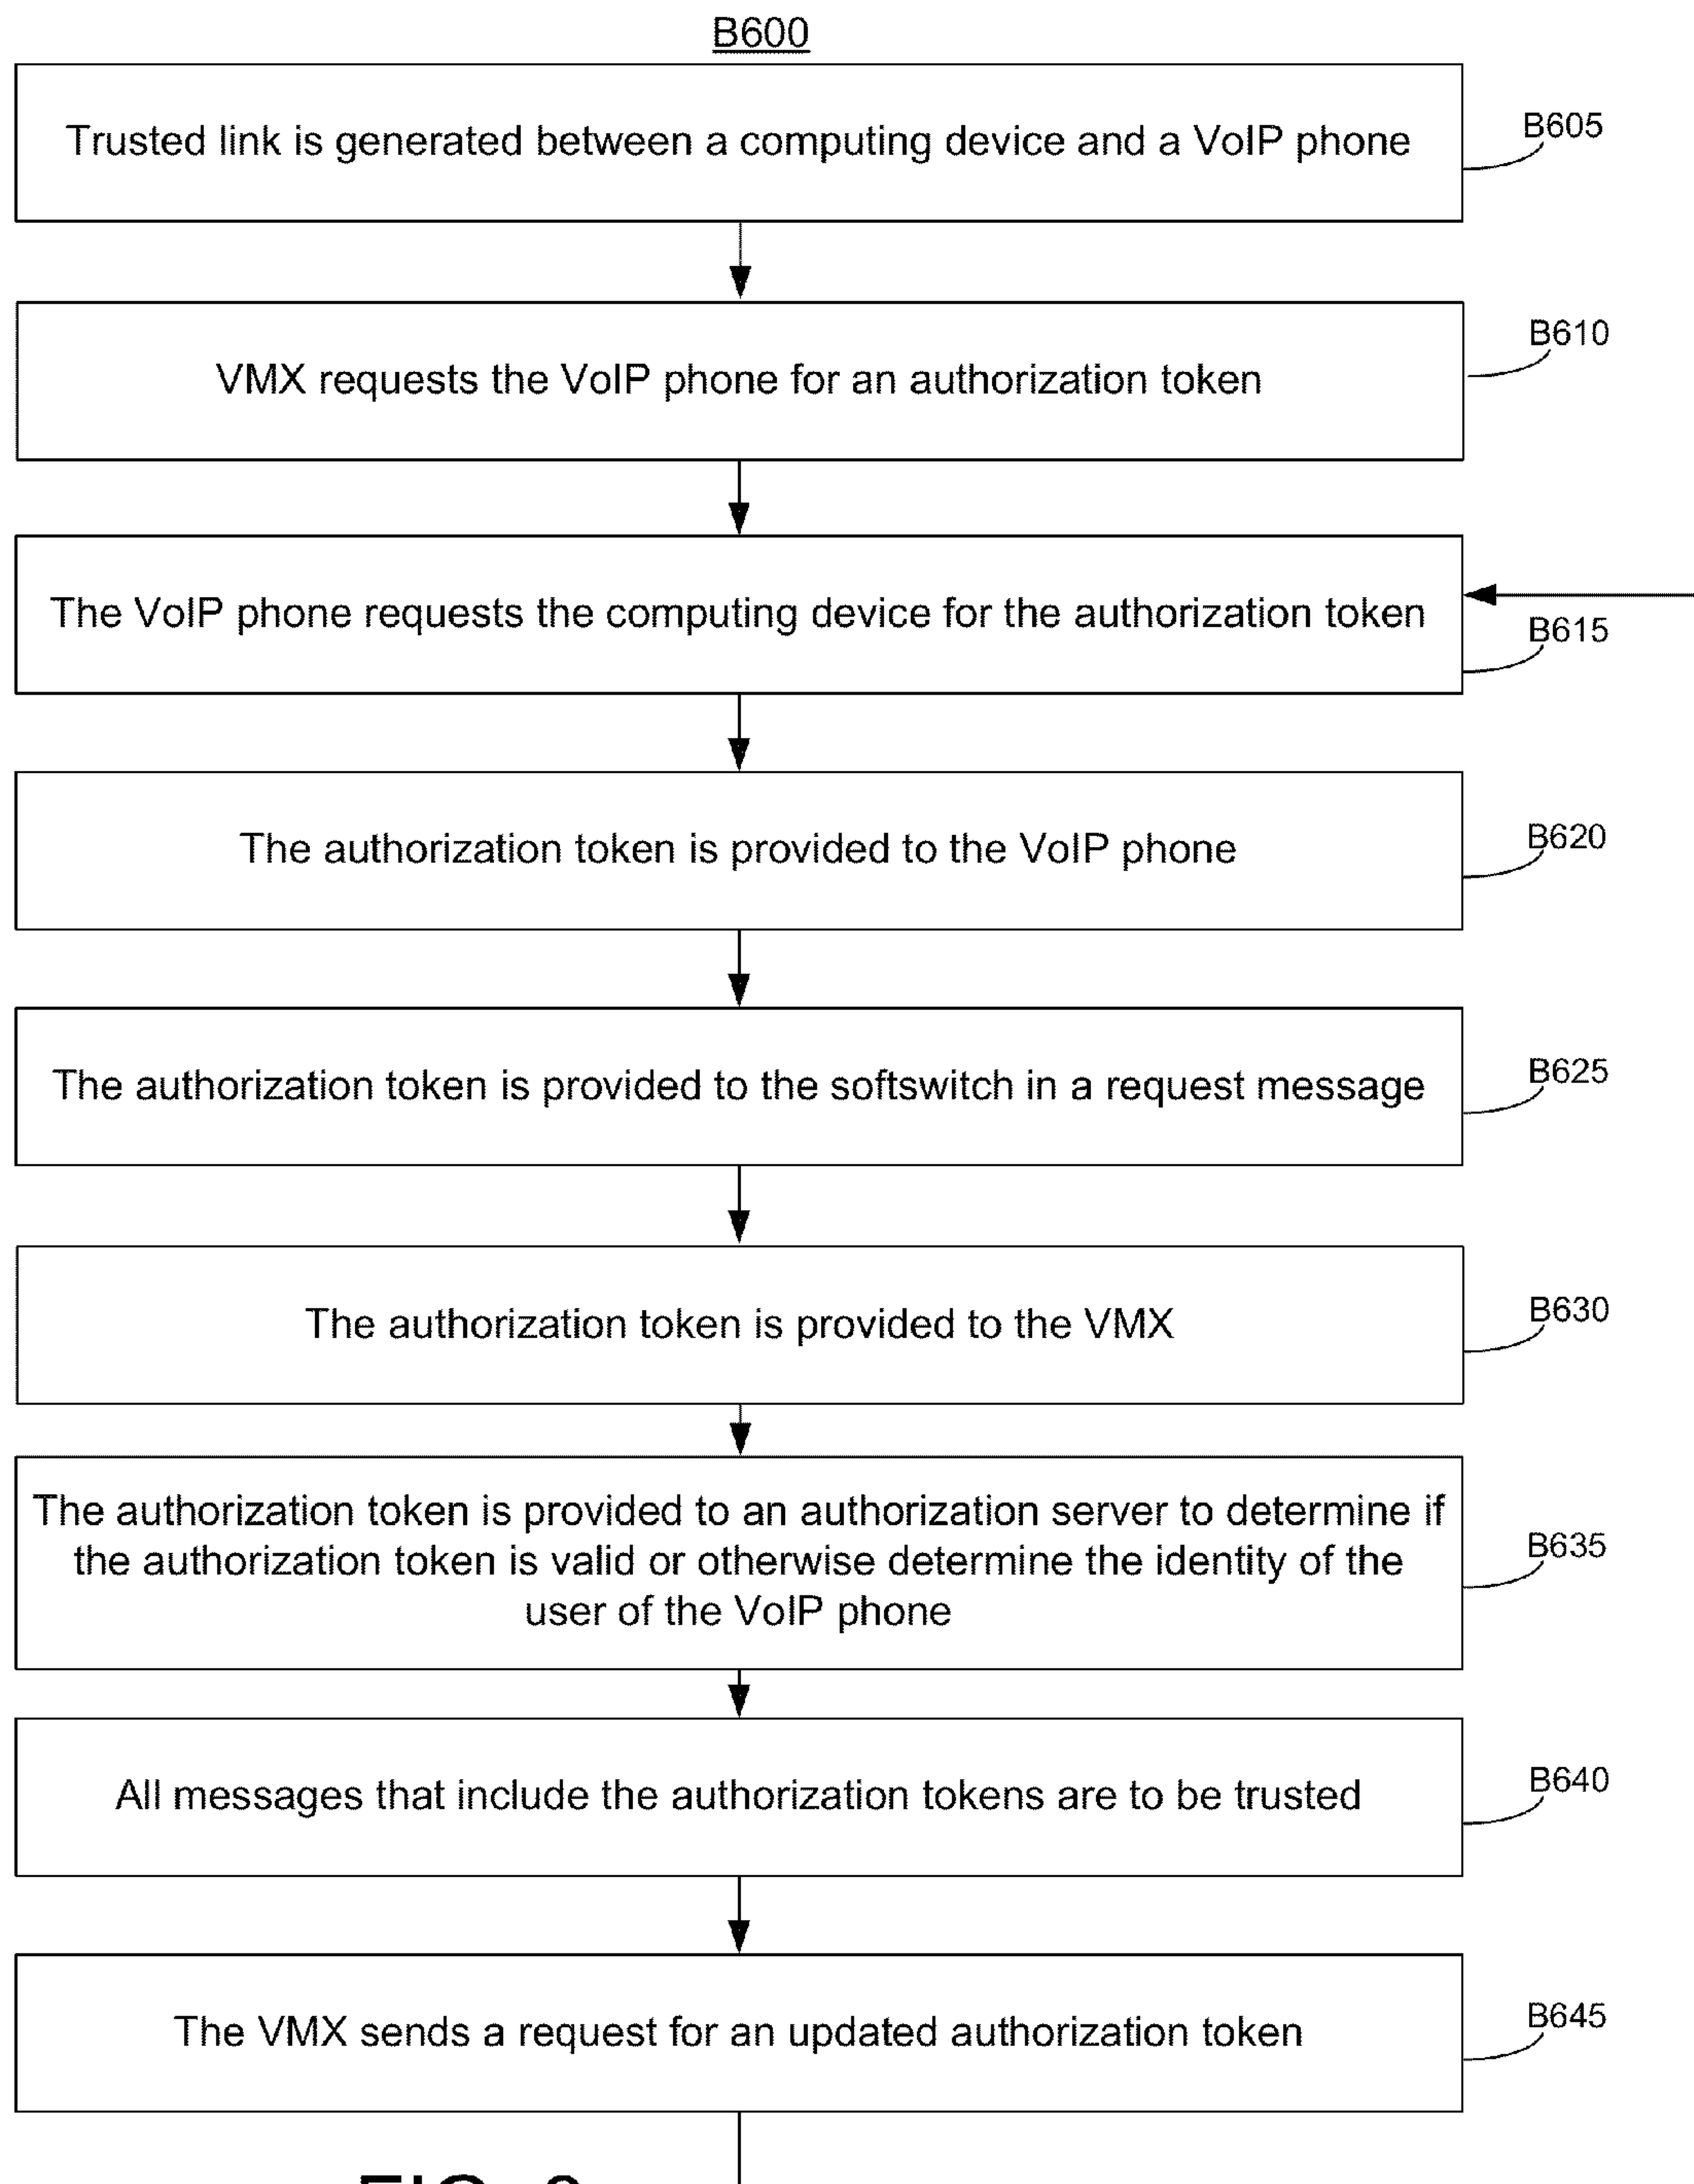 B600
Trusted link is generated between a computing device and a VoIP phone
B605
VMX requests the VoIP phone for an authorization token
B610
The VoIP phone requests the computing device for the authorization token
B615
The authorization token is provided to the VoIP phone
B620
The authorization token is provided to the softswitch in a request message
B625
The authorization token is provided to the VMX
B630
The authorization token is provided to an authorization server to determine if
the authorization token is valid or otherwise determine the identity of the
user of the VoIP phone
B635
All messages that include the authorization tokens are to be trusted
B640
The VMX sends a request for an updated authorization token
B645
FIG.